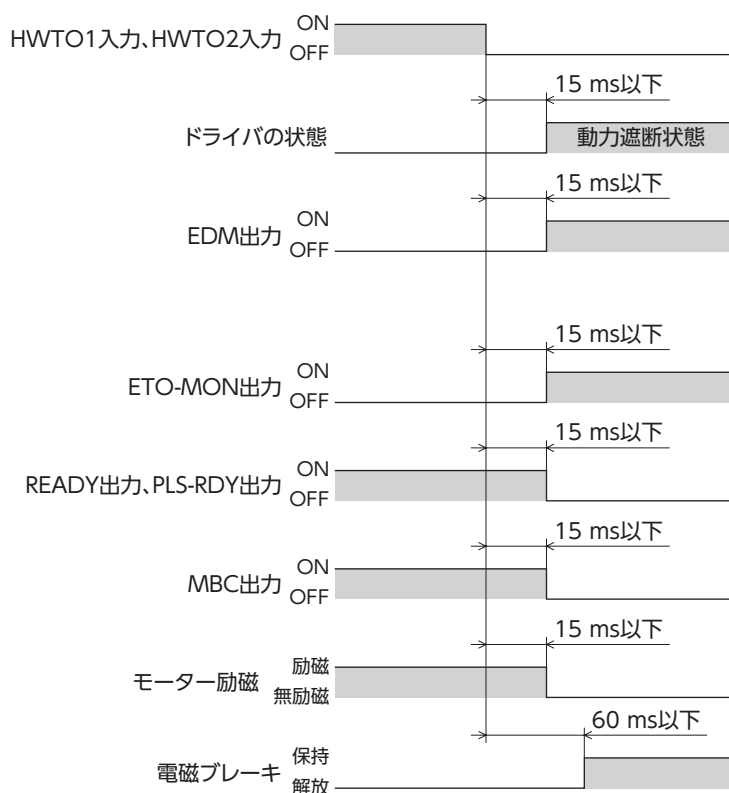 HWTO1入力、HWTO2入力 ON
OFF
15 ms以下
ドライバの状態 動力遮断状態
15 ms以下
EDM出力 ON
OFF
15 ms以下
ETO-MON出力 ON
OFF
15 ms以下
READY出力、PLS-RDY出力 ON
OFF
15 ms以下
MBC出力 ON
OFF
15 ms以下
モーター励磁 励磁
無励磁
60 ms以下
電磁ブレーキ 保持
解放